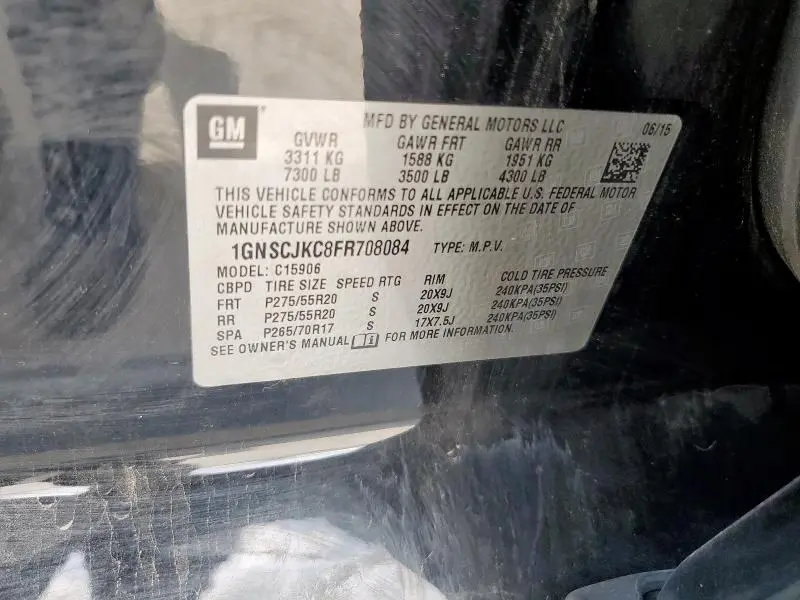 GM
MFD BY GENERAL MOTORS LLC 06/15
GVWR GAWR FRT GAWR RR
3311 KG 1588 KG 1951 KG
7300 LB 3500 LB 4300 LB
THIS VEHICLE CONFORMS TO ALL APPLICABLE U.S. FEDERAL MOTOR
VEHICLE SAFETY STANDARDS IN EFFECT ON THE DATE OF
MANUFACTURE SHOWN ABOVE.
1GNSCJKC8FR708084 TYPE: M.P.V.
MODEL: C15906
CBPD TIRE SIZE SPEED RTG RIM COLD TIRE PRESSURE
FRT P275/55R20 S 20X9J 240KPA(35PSI)
RR P275/55R20 S 20X9J 240KPA(35PSI)
SPA P265/70R17 S 17X7.5J 240KPA(35PSI)
SEE OWNER'S MANUAL FOR MORE INFORMATION.